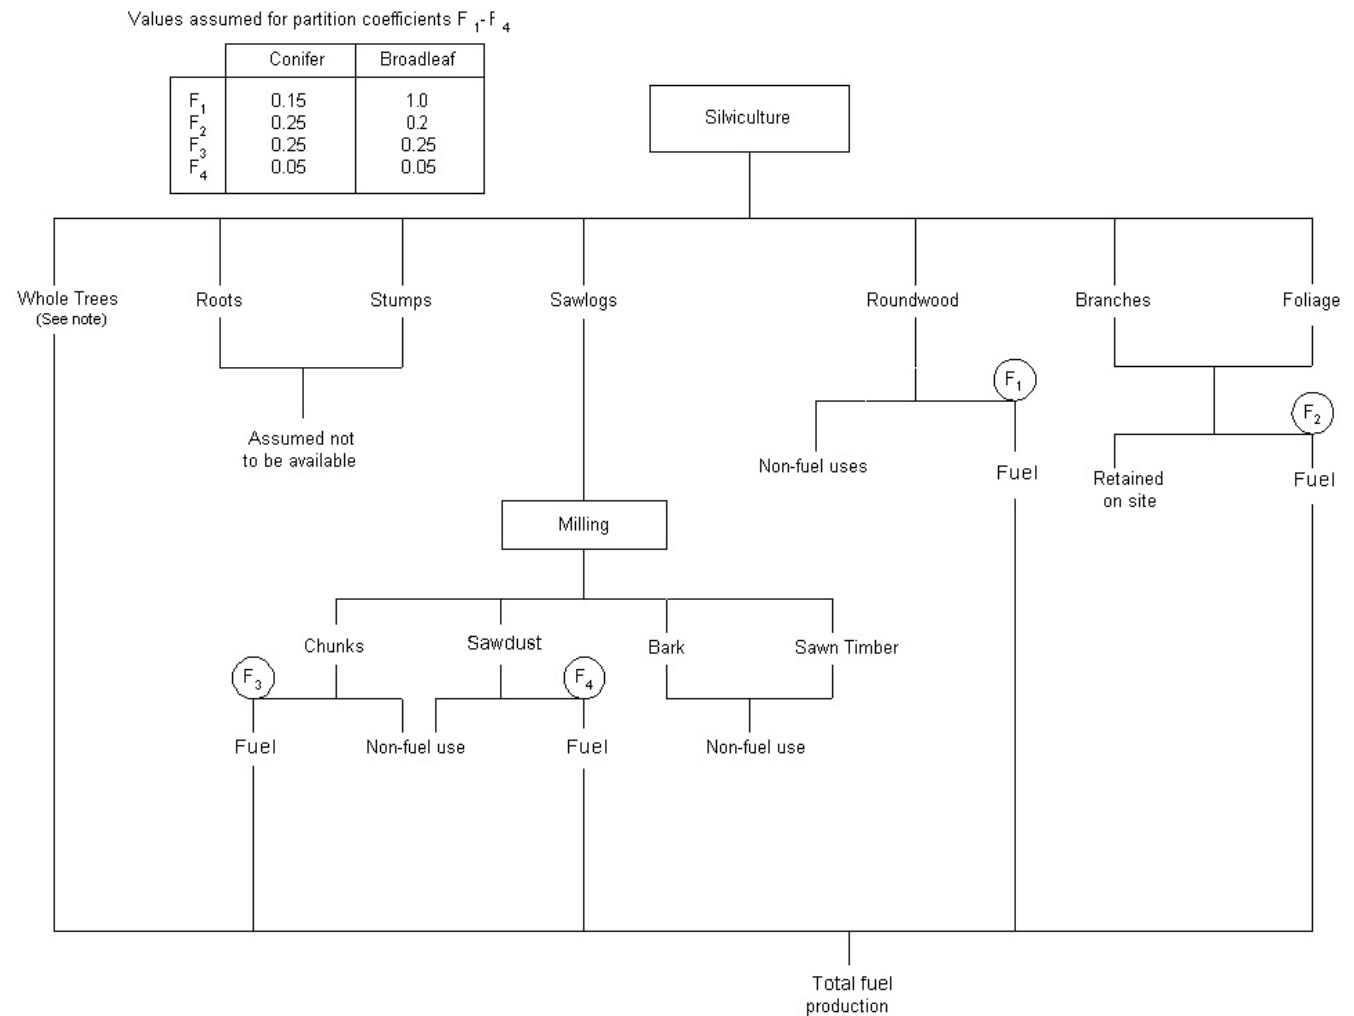 Values assumed for partition coefficients F 1-F 4
Conifer Broadleaf
F1 0.15 1.0
F2 0.25 0.2
F3 0.25 0.25
F4 0.05 0.05
Silviculture
Whole Trees
(See note)
Roots
Stumps
Sawlogs
Roundwood
Branches
Foliage
F1
F2
Assumed not
to be available
Non-fuel uses
Fuel
Retained
on site
Fuel
Milling
Chunks
Sawdust
Bark
Sawn Timber
F3
F4
Fuel
Non-fuel use
Fuel
Non-fuel use
Total fuel
production